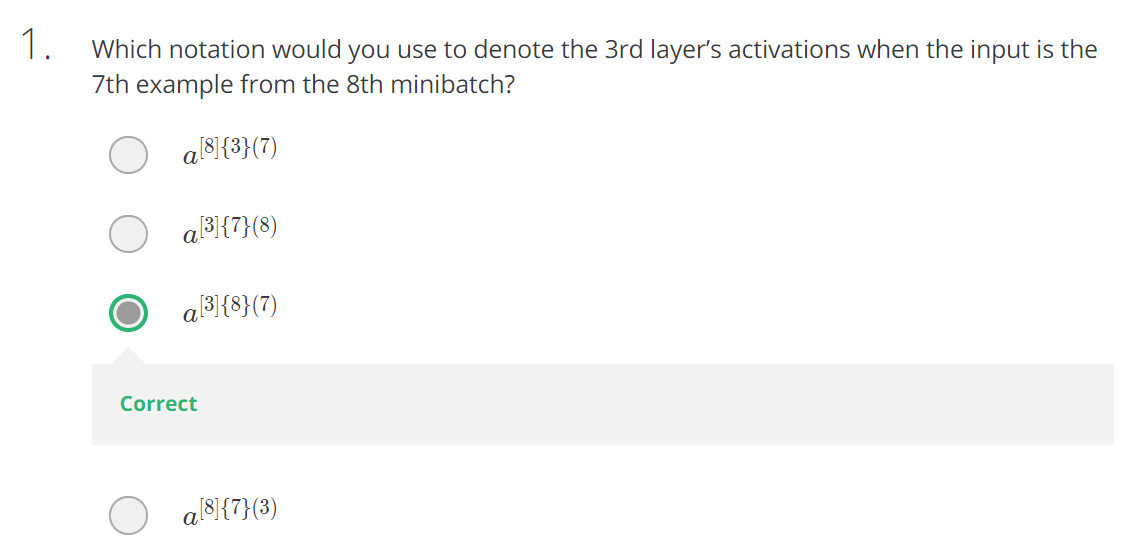 1. Which notation would you use to denote the 3rd layer’s activations when the input is the
7th example from the 8th minibatch?
a^{[8]\{3\}(7)}
a^{[3]\{7\}(8)}
a^{[3]\{8\}(7)}
Correct
a^{[8]\{7\}(3)}